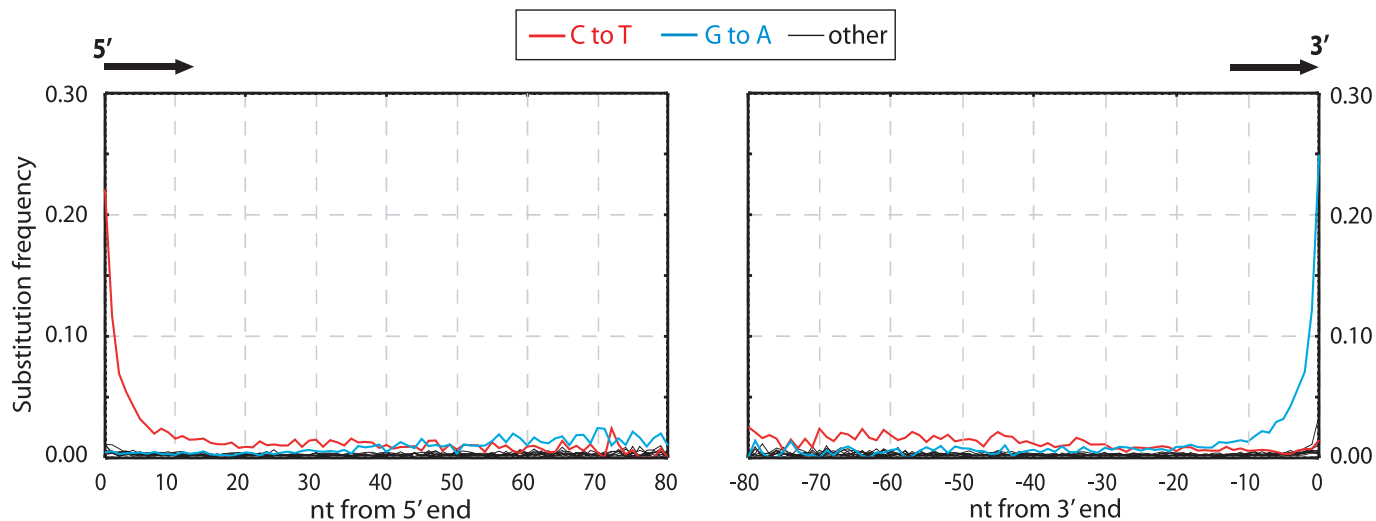 C to T G to A other
5’ 3’
0.30 0.30
0.20 0.20
0.10 0.10
0.00 0.00
Substitution frequency
0 10 20 30 40 50 60 70 80
-80 -70 -60 -50 -40 -30 -20 -10 0
nt from 5’ end
nt from 3’ end